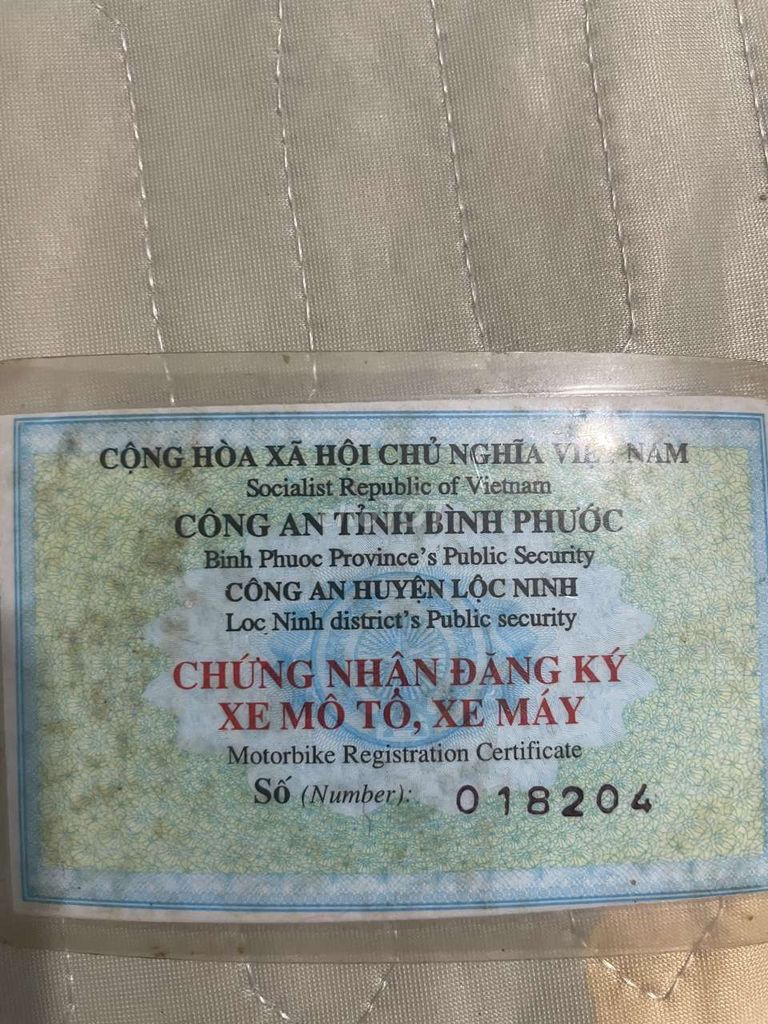 CỘNG HÒA XÃ HỘI CHỦ NGHĨA VIỆT NAM
Socialist Republic of Vietnam
CÔNG AN TỈNH BÌNH PHƯỚC
Binh Phuoc Province's Public Security
CÔNG AN HUYỆN LỘC NINH
Loc Ninh district's Public security
CHỨNG NHẬN ĐĂNG KÝ
XE MÔ TÔ, XE MÁY
Motorbike Registration Certificate
Số (Number): 018204